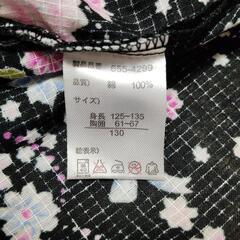 製品品番 655-4299
品質) 綿 100%
サイズ)
身長 125~135
胸囲 61~67
130
絵表示)